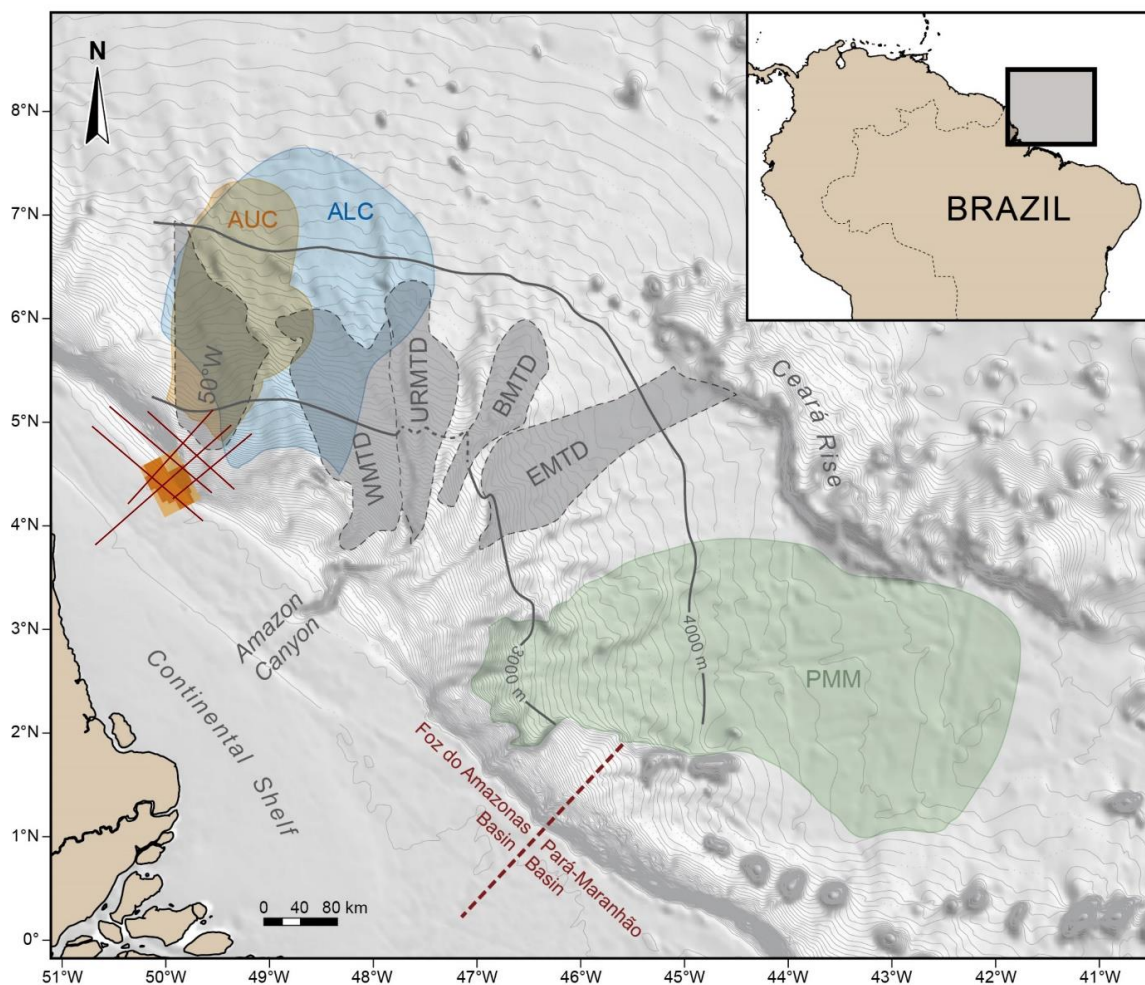 N
8°N
7°N
6°N
5°N
4°N
3°N
2°N
1°N
0°
BRAZIL
AUC
ALC
50°W
WMTD
URMTD
BMTD
EMTD
Ceará Rise
Amazon
Canyon
Continental Shelf
3000 m
4000 m
PMM
Foz do Amazonas
Basin
Pará-Maranhão
Basin
0 40 80 km
51°W 50°W 49°W 48°W 47°W 46°W 45°W 44°W 43°W 42°W 41°W